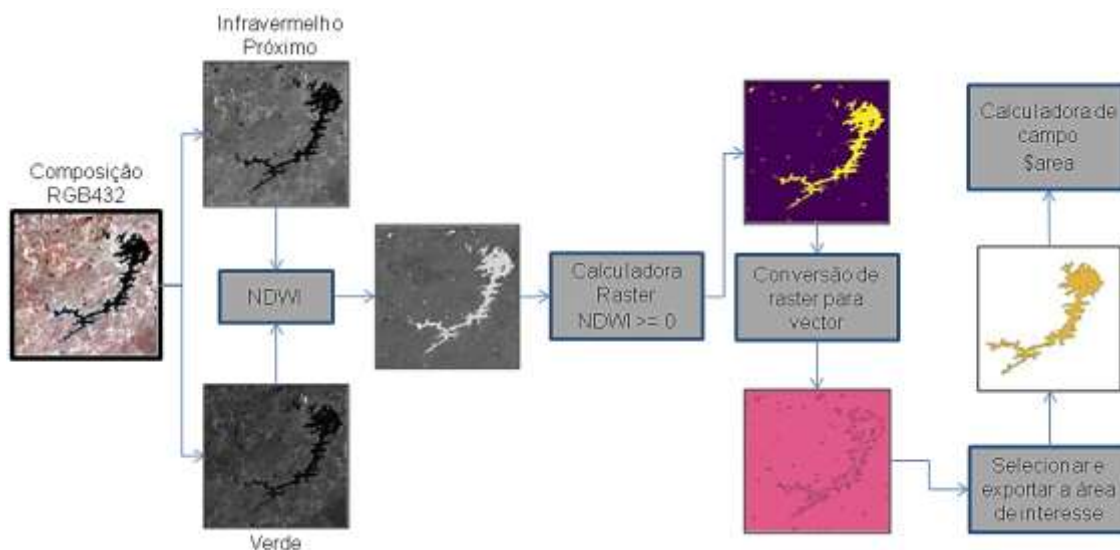 Infravermelho
Próximo
Composição
RGB432
NDWI
Verde
Calculadora
Raster
NDWI >= 0
Conversão de
raster para
vector
Selecionar e
exportar a área
de interesse
Calculadora de
campo
$area